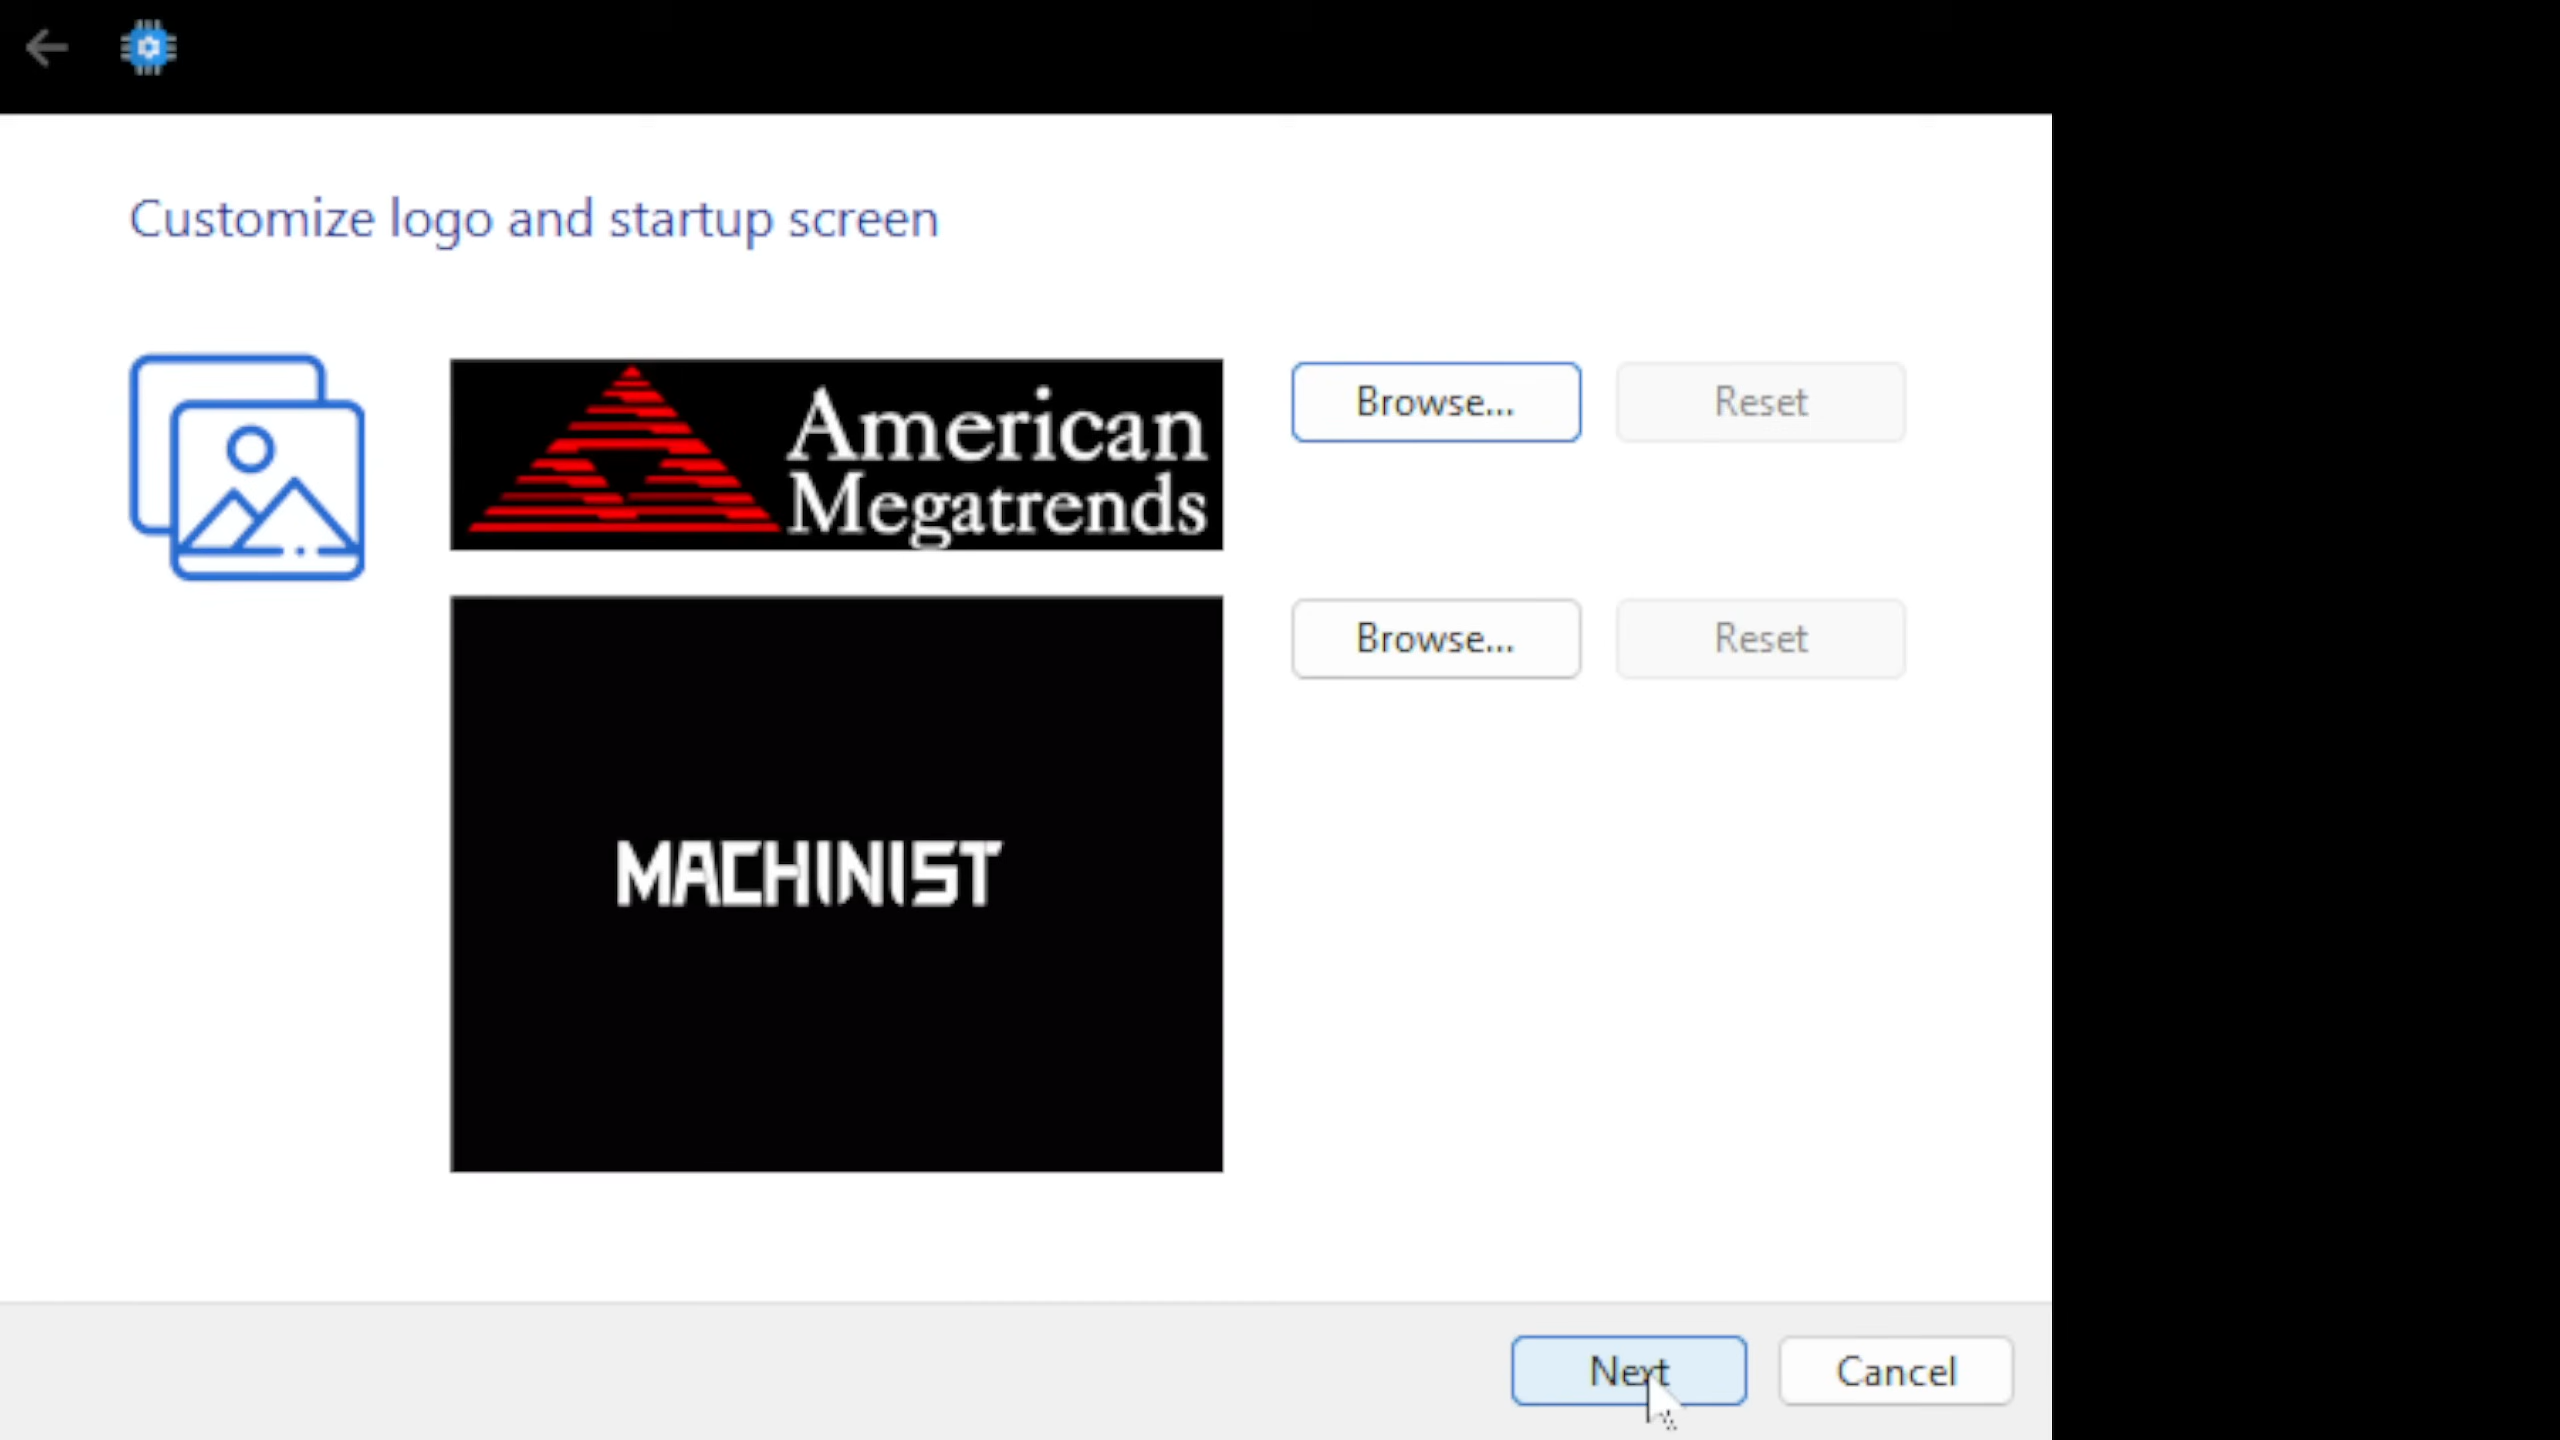 Customize logo and startup screen
American
Megatrends
Browse...
Reset
MACHINIST
Browse...
Reset
Next
Cancel